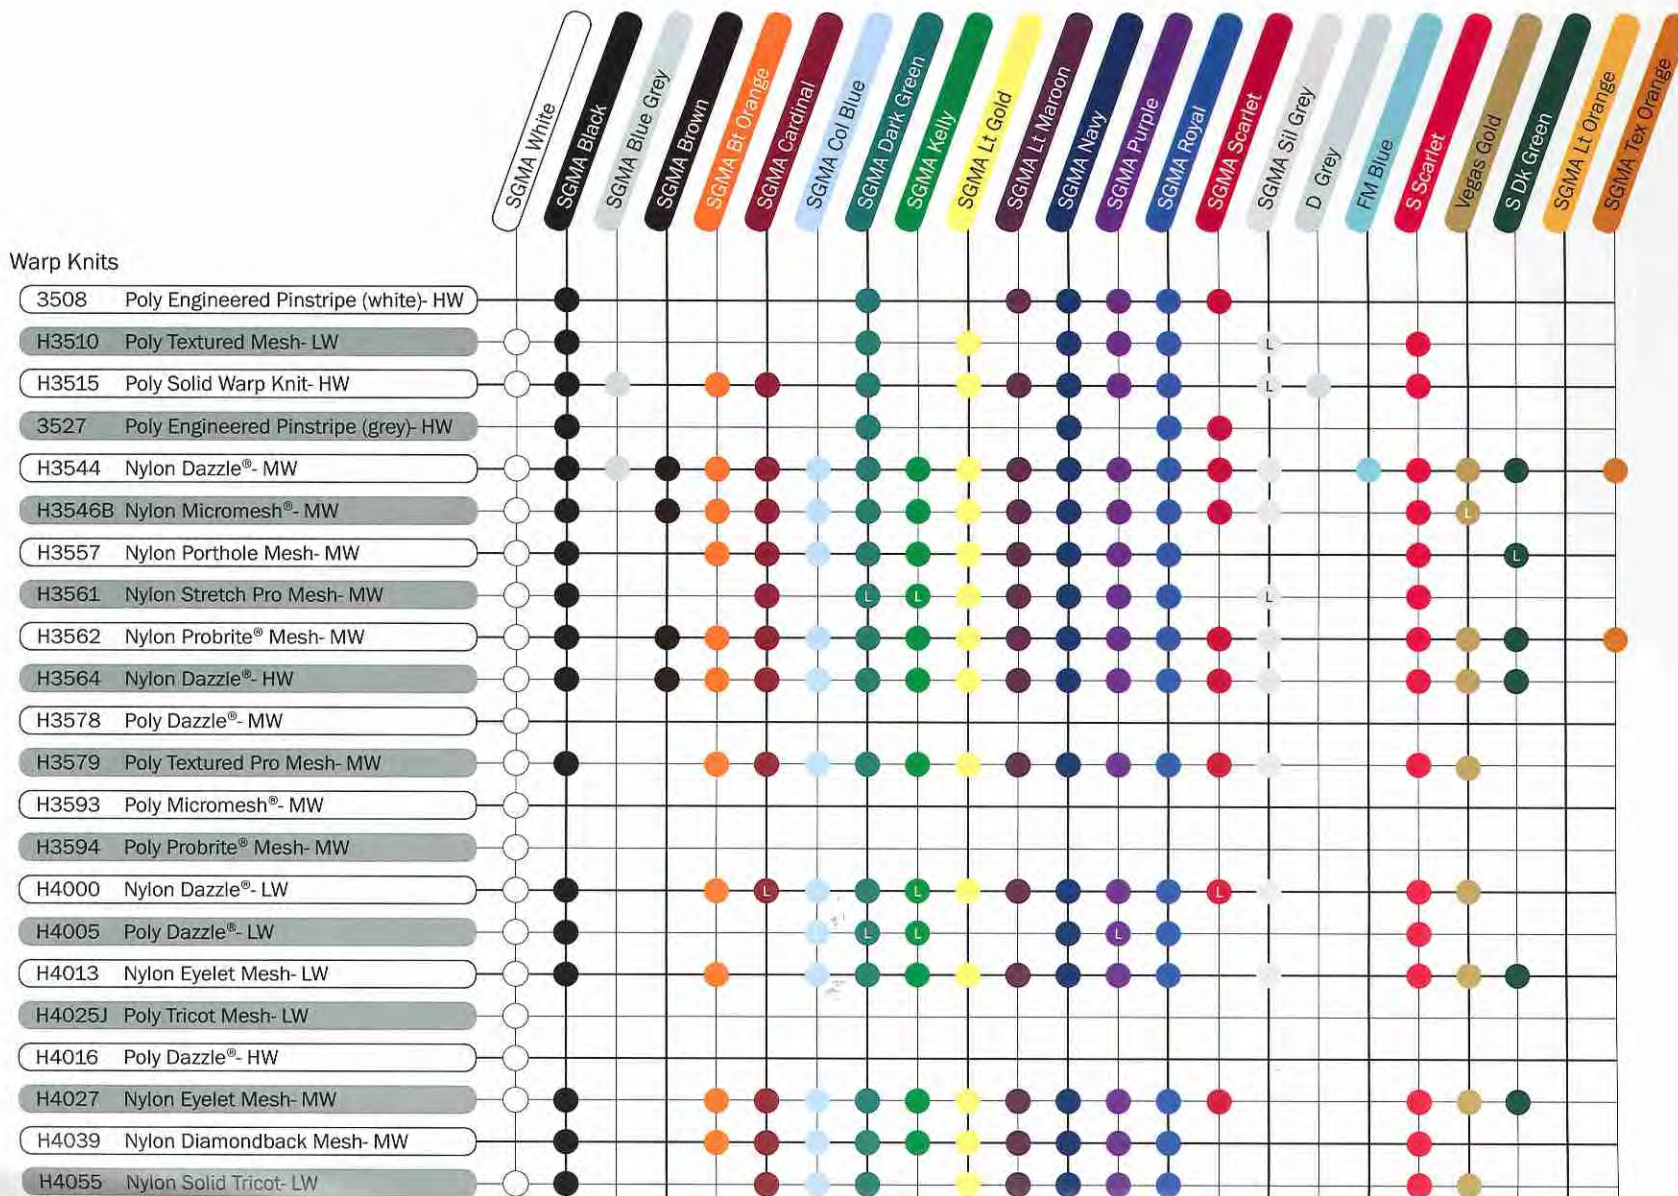 SGMA White
SGMA Black
SGMA Blue Grey
SGMA Brown
SGMA Bt Orange
SGMA Cardinal
SGMA Col Blue
SGMA Dark Green
SGMA Kelly
SGMA Lt Gold
SGMA Lt Maroon
SGMA Navy
SGMA Purple
SGMA Royal
SGMA Scarlet
SGMA Sil Grey
D Grey
FM Blue
S Scarlet
Vegas Gold
S Dk Green
SGMA Lt Orange
SGMA Tex Orange
Warp Knits
3508 Poly Engineered Pinstripe (white)- HW
H3510 Poly Textured Mesh- LW L
H3515 Poly Solid Warp Knit- HW L
3527 Poly Engineered Pinstripe (grey)- HW
H3544 Nylon Dazzle®- MW
H3546B Nylon Micromesh®- MW L
H3557 Nylon Porthole Mesh- MW L
H3561 Nylon Stretch Pro Mesh- MW L L L
H3562 Nylon Probrite® Mesh- MW
H3564 Nylon Dazzle®- HW
H3578 Poly Dazzle®- MW
H3579 Poly Textured Pro Mesh- MW
H3593 Poly Micromesh®- MW
H3594 Poly Probrite® Mesh- MW
H4000 Nylon Dazzle®- LW L L L
H4005 Poly Dazzle®- LW L L L
H4013 Nylon Eyelet Mesh- LW
H4025J Poly Tricot Mesh- LW
H4016 Poly Dazzle®- HW
H4027 Nylon Eyelet Mesh- MW
H4039 Nylon Diamondback Mesh- MW
H4055 Nylon Solid Tricot- LW